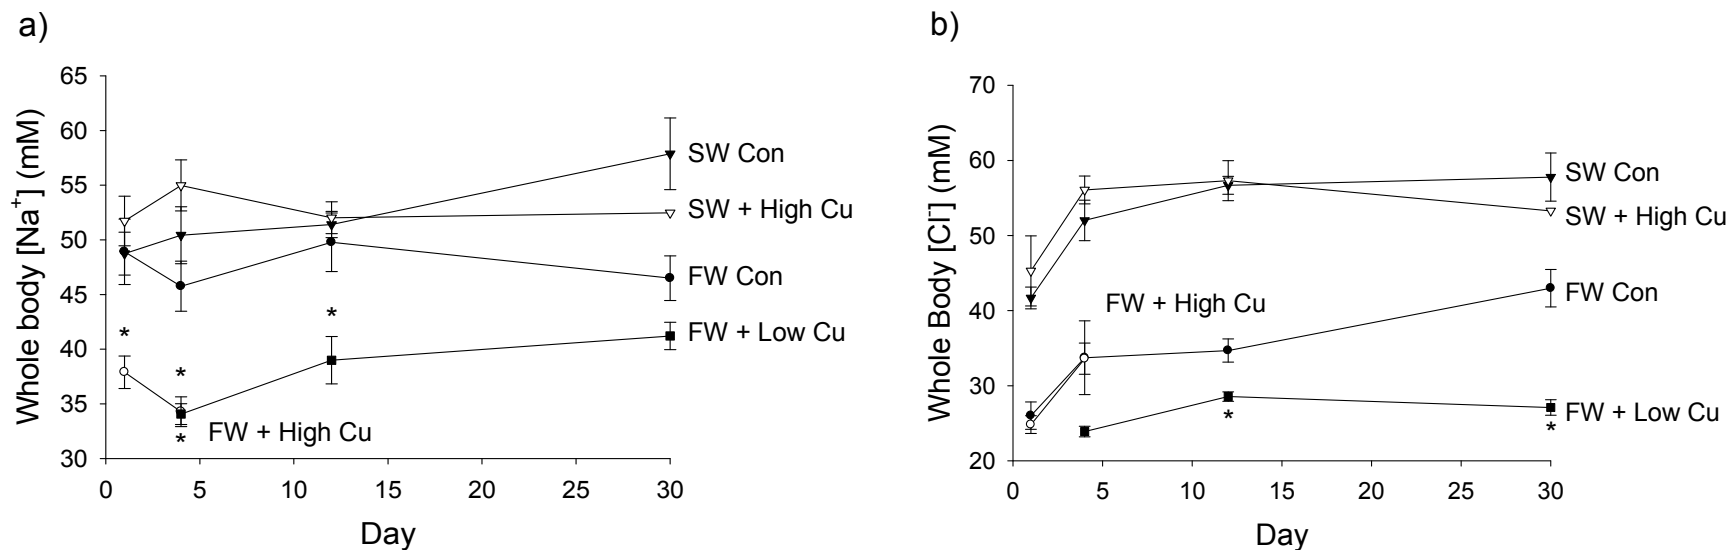 a)
Whole body [Na⁺] (mM)
65
60
55
50
45
40
35
30
0 5 10 15 20 25 30
Day
SW Con
SW + High Cu
FW Con
FW + Low Cu
FW + High Cu
*
*
*
*
b)
Whole Body [Cl⁻] (mM)
70
60
50
40
30
20
0 5 10 15 20 25 30
Day
SW Con
SW + High Cu
FW + High Cu
FW Con
FW + Low Cu
*
*